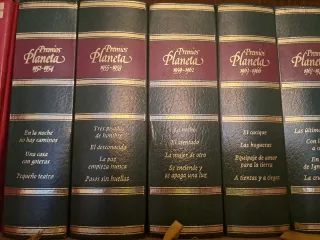 Premios
Planeta
1952-1954
En la noche
no hay caminos
Una casa
con goteras
Pequeño teatro
Premios
Planeta
1955-1958
Tres pisadas
de hombre
El desconocido
La paz
empieza nunca
Pasos sin huellas
Premios
Planeta
1959-1962
La noche
El atentado
La mujer de otro
Se enciende y
se apaga una luz
Premios
Planeta
1963-1966
El cacique
Las hogueras
Equipaje de amor
para la tierra
A tientas y a ciegas
Premios
Planeta
Las últimas